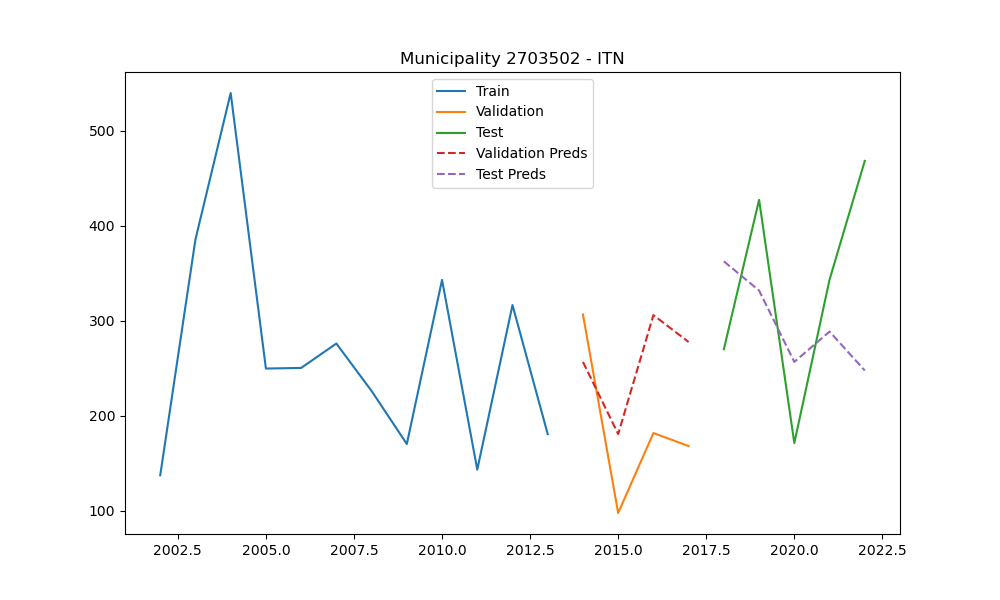 Municipality 2703502 - ITN
Train
Validation
Test
Validation Preds
Test Preds
500
400
300
200
100
2002.5 2005.0 2007.5 2010.0 2012.5 2015.0 2017.5 2020.0 2022.5